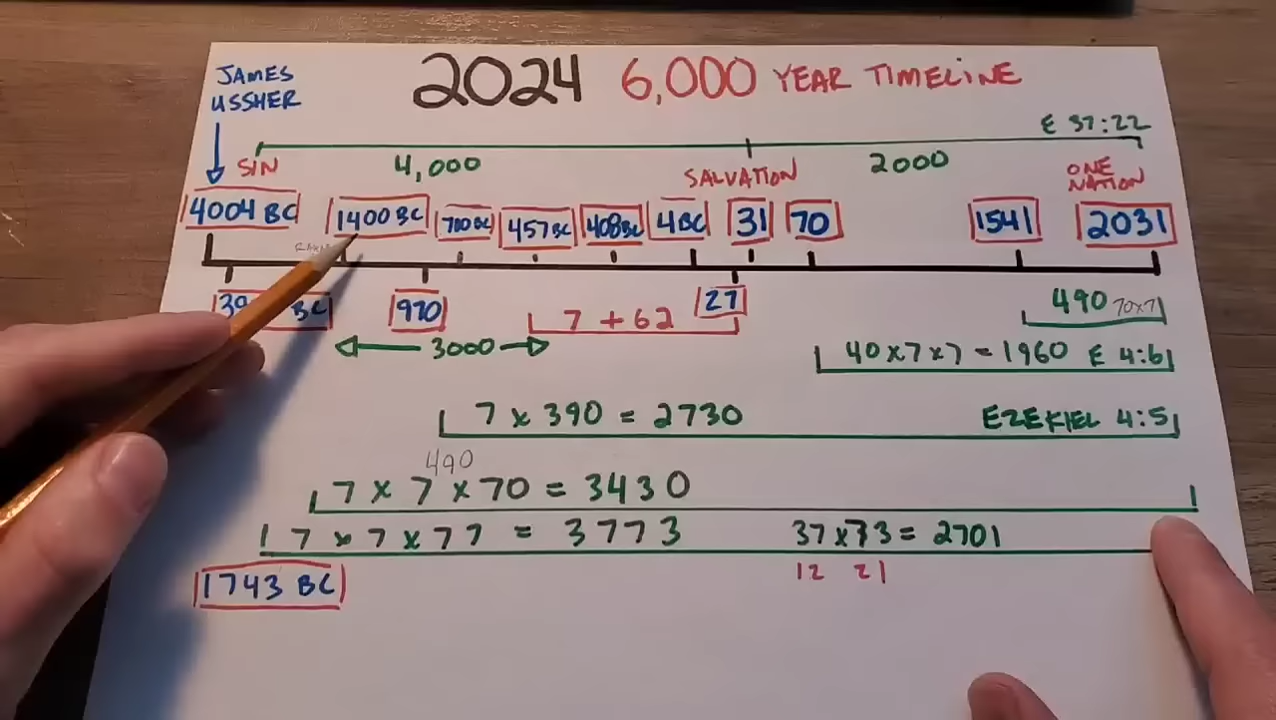 JAMES
USSHER
2024 6,000 YEAR TIMELINE
E 37:22
SIN 4,000 SALVATION 2000 ONE
NATION
4004 BC 1400 BC 700 BC 457 BC 408 BC 4 BC 31 70 1541 2031
BC 970 7 + 62 27 490 70x7
3000
40 x 7 x 7 = 1960 E 4:6
7 x 390 = 2730 EZEKIEL 4:5
490
7 x 7 x 70 = 3430
7 x 7 x 77 = 3773 37 x 73 = 2701
1743 BC 12 21